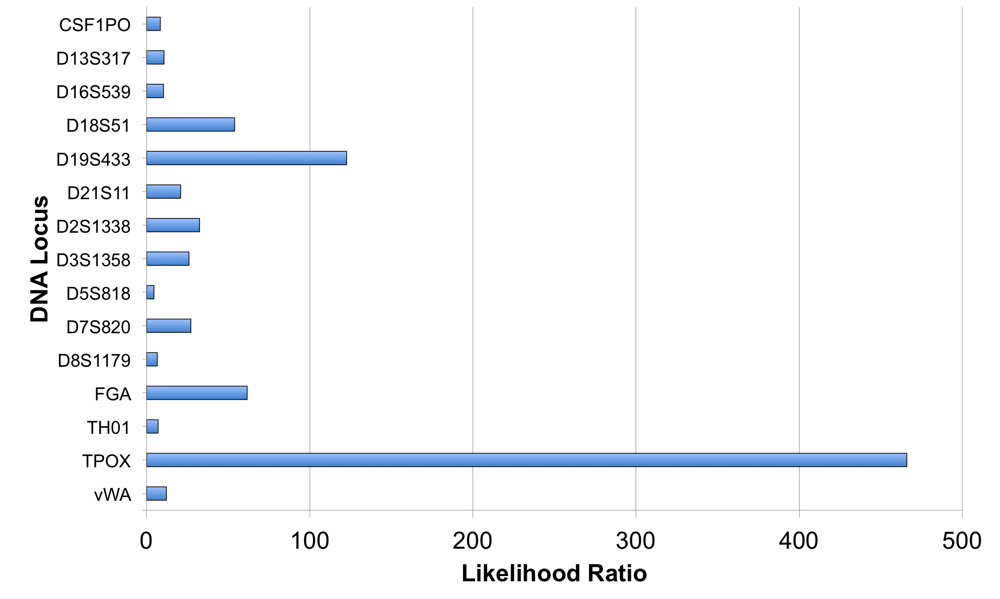 CSF1PO
D13S317
D16S539
D18S51
D19S433
D21S11
D2S1338
D3S1358
D5S818
D7S820
D8S1179
FGA
TH01
TPOX
vWA
DNA Locus
0 100 200 300 400 500
Likelihood Ratio